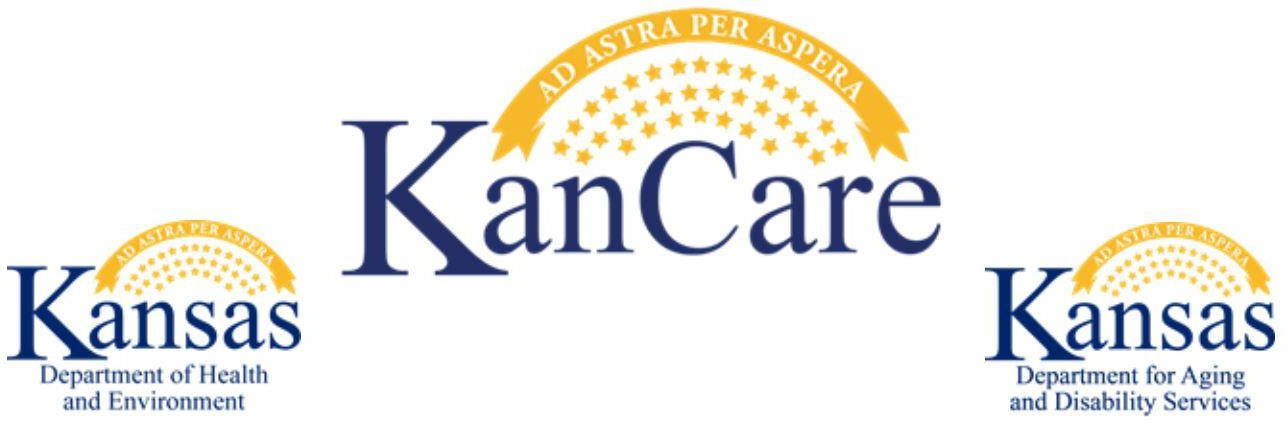 AD ASTRA PER ASPERA
KanCare
AD ASTRA PER ASPERA
Kansas
Department of Health
and Environment
AD ASTRA PER ASPERA
Kansas
Department for Aging
and Disability Services